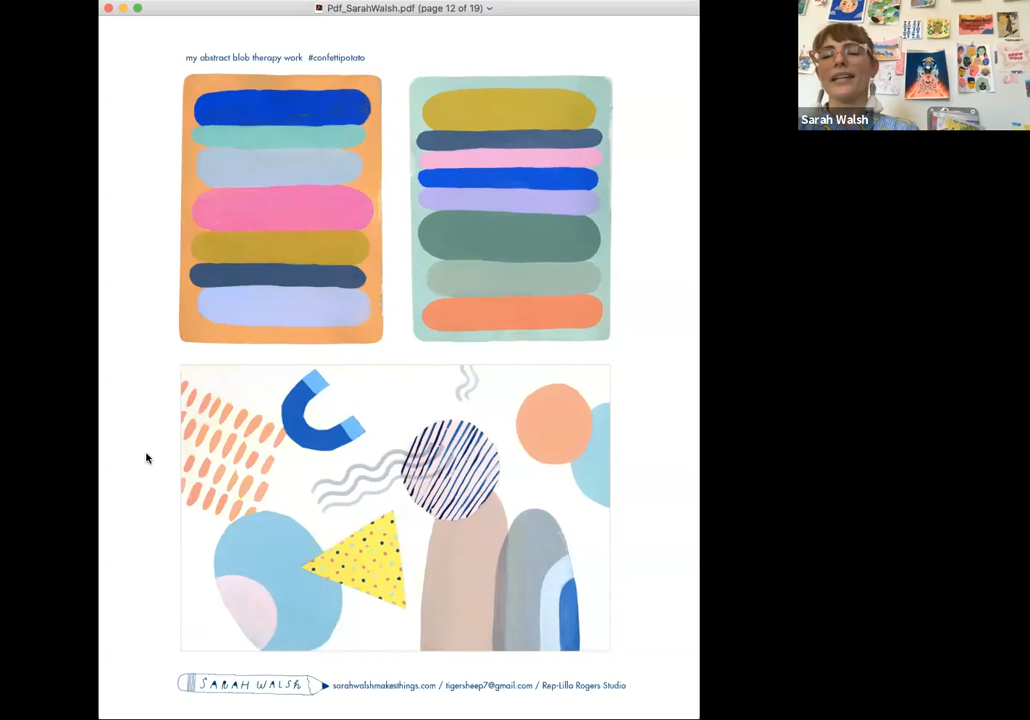 Pdf_SarahWalsh.pdf (page 12 of 19)
my abstract blob therapy work #confettipotato
Sarah Walsh
SARAH WALSH
sarahwalshmakesthings.com / tigersheep7@gmail.com / Rep-Lilla Rogers Studio